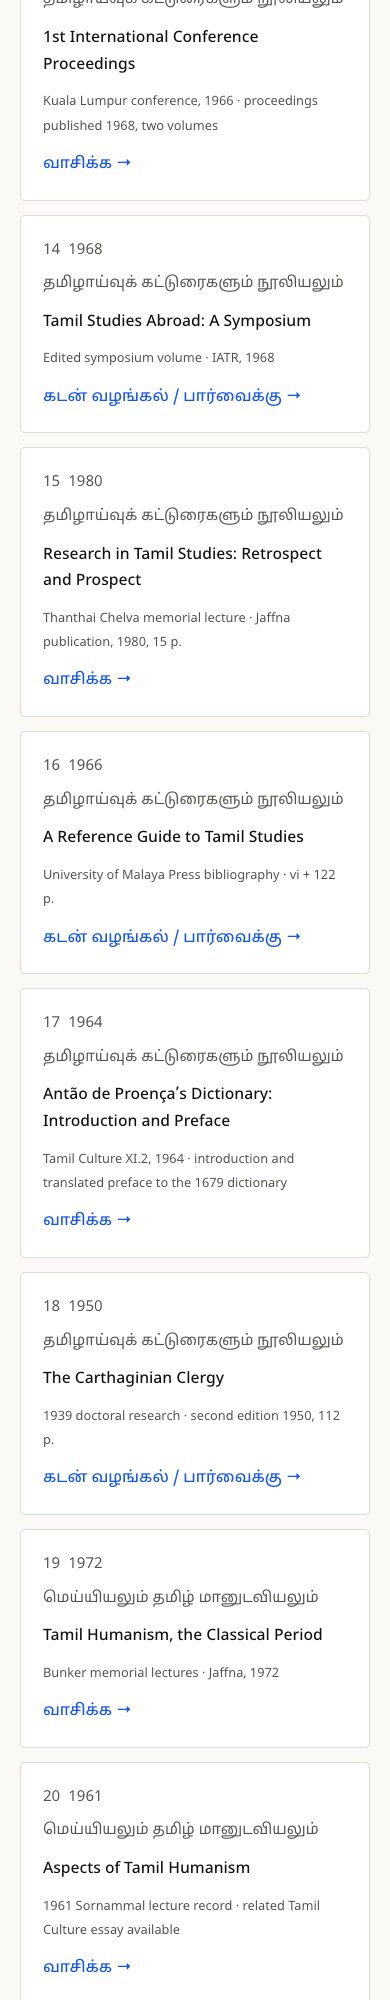 தமிழாய்வுக் கட்டுரைகளும் நூலியலும்
1st International Conference
Proceedings
Kuala Lumpur conference, 1966 · proceedings
published 1968, two volumes
வாசிக்க →
14 1968
தமிழாய்வுக் கட்டுரைகளும் நூலியலும்
Tamil Studies Abroad: A Symposium
Edited symposium volume · IATR, 1968
கடன் வழங்கல் / பார்வைக்கு →
15 1980
தமிழாய்வுக் கட்டுரைகளும் நூலியலும்
Research in Tamil Studies: Retrospect
and Prospect
Thanthai Chelva memorial lecture · Jaffna
publication, 1980, 15 p.
வாசிக்க →
16 1966
தமிழாய்வுக் கட்டுரைகளும் நூலியலும்
A Reference Guide to Tamil Studies
University of Malaya Press bibliography · vi + 122
p.
கடன் வழங்கல் / பார்வைக்கு →
17 1964
தமிழாய்வுக் கட்டுரைகளும் நூலியலும்
Antão de Proença’s Dictionary:
Introduction and Preface
Tamil Culture XI.2, 1964 · introduction and
translated preface to the 1679 dictionary
வாசிக்க →
18 1950
தமிழாய்வுக் கட்டுரைகளும் நூலியலும்
The Carthaginian Clergy
1939 doctoral research · second edition 1950, 112
p.
கடன் வழங்கல் / பார்வைக்கு →
19 1972
மெய்யியலும் தமிழ் மானுடவியலும்
Tamil Humanism, the Classical Period
Bunker memorial lectures · Jaffna, 1972
வாசிக்க →
20 1961
மெய்யியலும் தமிழ் மானுடவியலும்
Aspects of Tamil Humanism
1961 Sornammal lecture record · related Tamil
Culture essay available
வாசிக்க →